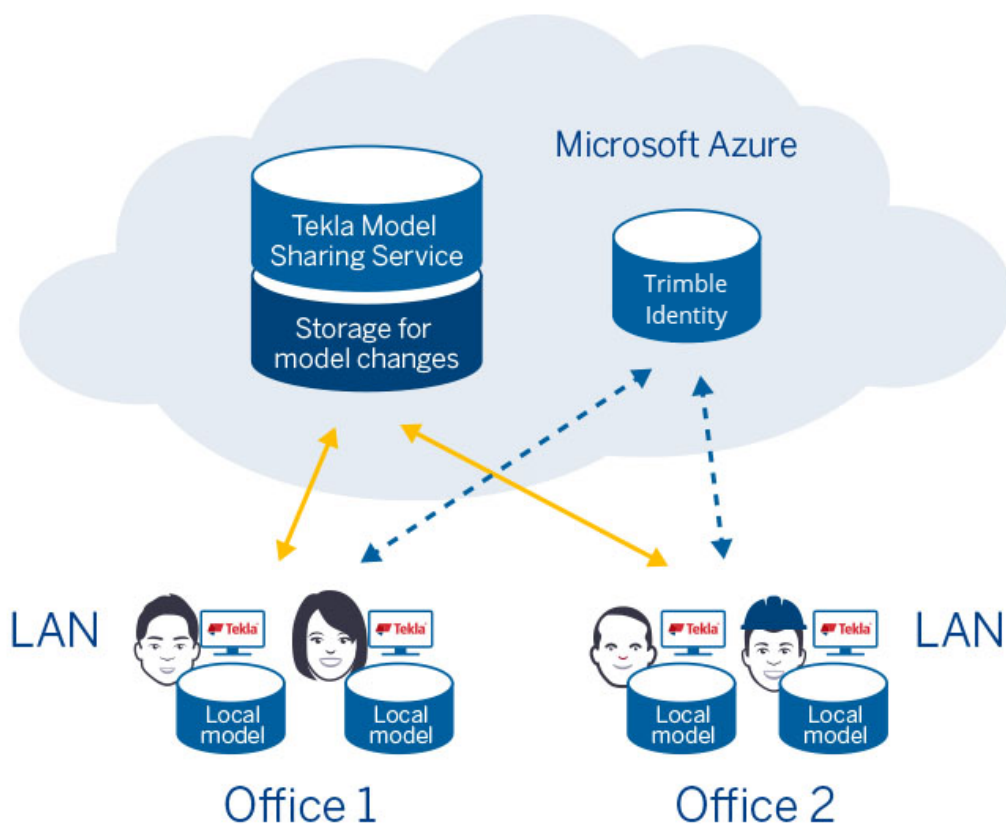 Microsoft Azure
Tekla Model
Sharing Service
Storage for
model changes
Trimble
Identity
LAN
Tekla
Tekla
Tekla
Tekla
LAN
Local
model
Local
model
Local
model
Local
model
Office 1
Office 2